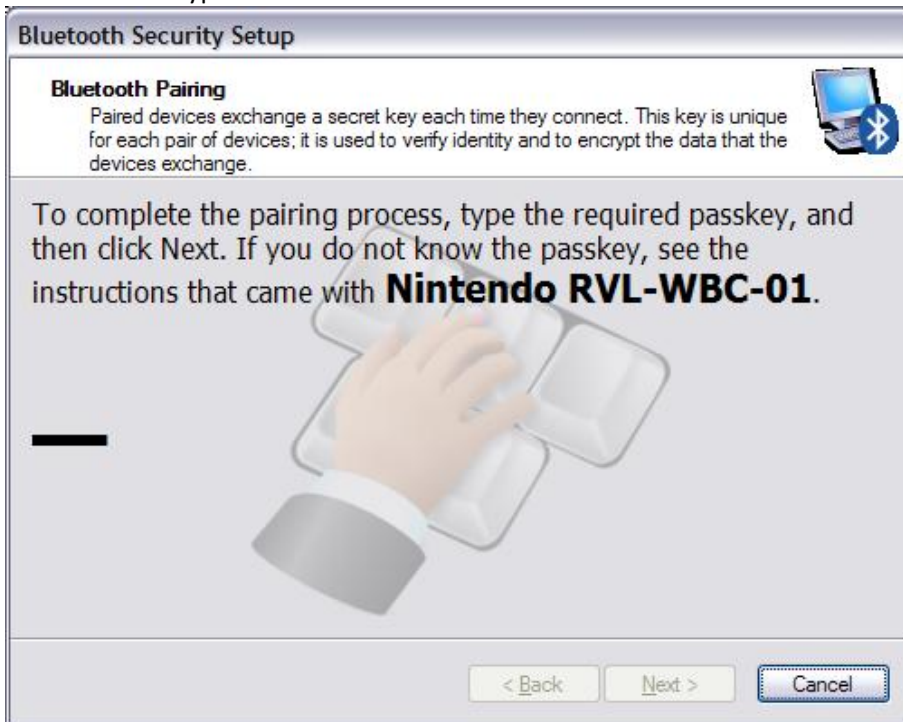 Bluetooth Security Setup
Bluetooth Pairing
Paired devices exchange a secret key each time they connect. This key is unique
for each pair of devices; it is used to verify identity and to encrypt the data that the
devices exchange.
To complete the pairing process, type the required passkey, and
then click Next. If you do not know the passkey, see the
instructions that came with Nintendo RVL-WBC-01.
< Back Next > Cancel